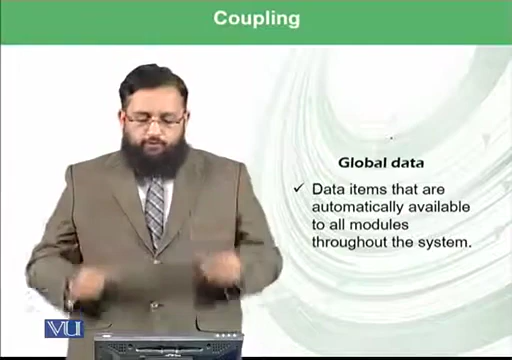 Coupling
Global data
✓ Data items that are
automatically available
to all modules
throughout the system.
VU